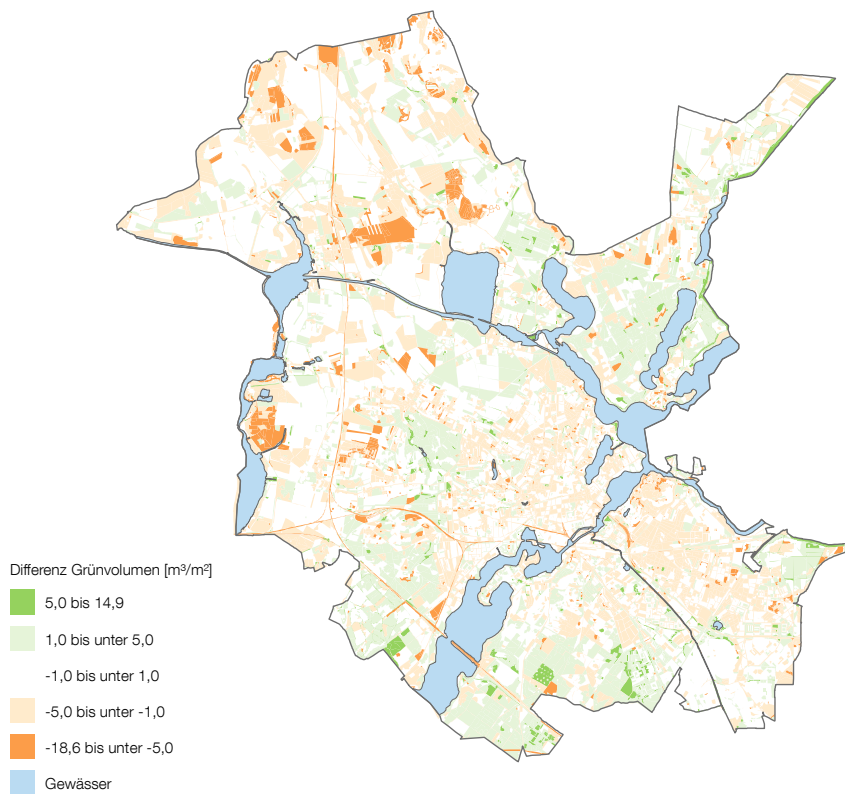 Differenz Grünvolumen [m³/m²]
5,0 bis 14,9
1,0 bis unter 5,0
-1,0 bis unter 1,0
-5,0 bis unter -1,0
-18,6 bis unter -5,0
Gewässer